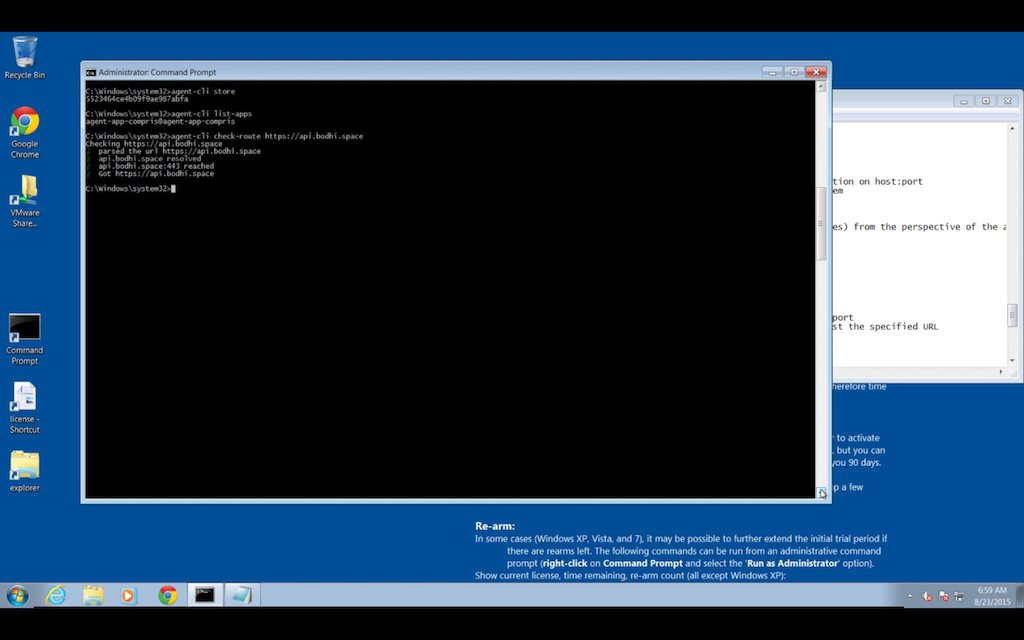 Recycle Bin
Google
Chrome
VMware
Share...
Command
Prompt
license -
Shortcut
explorer
Administrator: Command Prompt
C:\Windows\system32>agent-cli store
5523464ce4b09f9ae987abfa
C:\Windows\system32>agent-cli list-apps
agent-app-compris@agent-app-compris
C:\Windows\system32>agent-cli check-route https://api.bodhi.space
Checking https://api.bodhi.space
parsed the url https://api.bodhi.space
api.bodhi.space resolved
api.bodhi.space:443 reached
Got https://api.bodhi.space
C:\Windows\system32>
tion on host:port
em
es) from the perspective of the a
port
st the specified URL
herefore time
r to activate
, but you can
you 90 days.
p a few
Re-arm:
In some cases (Windows XP, Vista, and 7), it may be possible to further extend the initial trial period if
there are rearms left. The following commands can be run from an administrative command
prompt (right-click on Command Prompt and select the 'Run as Administrator' option).
Show current license, time remaining, re-arm count (all except Windows XP):
6:59 AM
8/23/2015